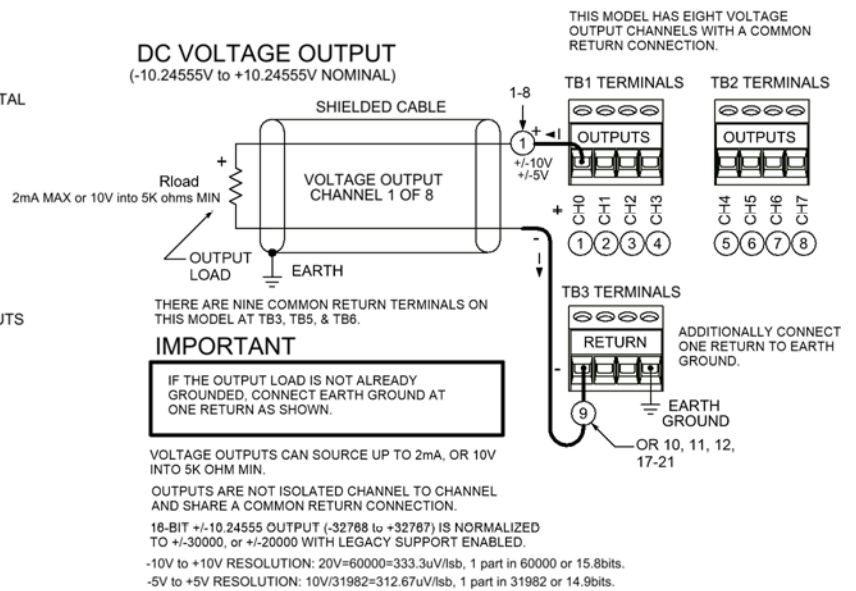 THIS MODEL HAS EIGHT VOLTAGE
OUTPUT CHANNELS WITH A COMMON
RETURN CONNECTION.
DC VOLTAGE OUTPUT
(-10.24555V to +10.24555V NOMINAL)
TAL
TB1 TERMINALS
TB2 TERMINALS
1-8
SHIELDED CABLE
OUTPUTS
OUTPUTS
+
1
+/-10V
+/-5V
I
+
Rload
2mA MAX or 10V into 5K ohms MIN
VOLTAGE OUTPUT
CHANNEL 1 OF 8
+
CH0
CH1
CH2
CH3
CH4
CH5
CH6
CH7
1
2
3
4
5
6
7
8
-
I
OUTPUT
LOAD
EARTH
TB3 TERMINALS
THERE ARE NINE COMMON RETURN TERMINALS ON
THIS MODEL AT TB3, TB5, & TB6.
UTS
RETURN
ADDITIONALLY CONNECT
ONE RETURN TO EARTH
GROUND.
-
IMPORTANT
IF THE OUTPUT LOAD IS NOT ALREADY
GROUNDED, CONNECT EARTH GROUND AT
ONE RETURN AS SHOWN.
9
EARTH
GROUND
OR 10, 11, 12,
17-21
VOLTAGE OUTPUTS CAN SOURCE UP TO 2mA, OR 10V
INTO 5K OHM MIN.
OUTPUTS ARE NOT ISOLATED CHANNEL TO CHANNEL
AND SHARE A COMMON RETURN CONNECTION.
16-BIT +/-10.24555 OUTPUT (-32768 to +32767) IS NORMALIZED
TO +/-30000, or +/-20000 WITH LEGACY SUPPORT ENABLED.
-10V to +10V RESOLUTION: 20V=60000=333.3uV/lsb, 1 part in 60000 or 15.8bits.
-5V to +5V RESOLUTION: 10V/31982=312.67uV/lsb, 1 part in 31982 or 14.9bits.